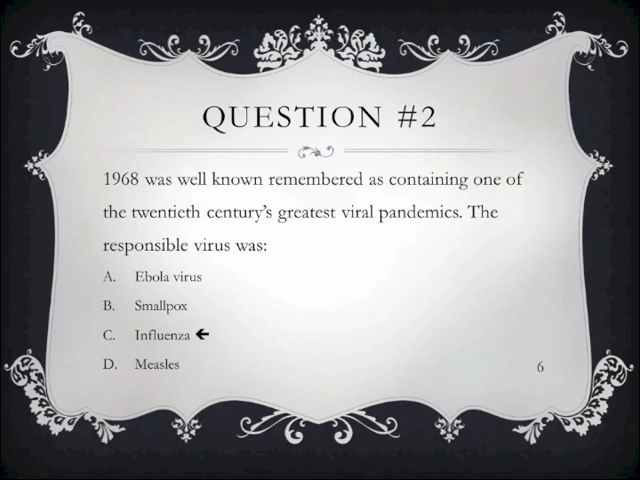 QUESTION #2
1968 was well known remembered as containing one of
the twentieth century's greatest viral pandemics. The
responsible virus was:
A. Ebola virus
B. Smallpox
C. Influenza 🡸
D. Measles
6